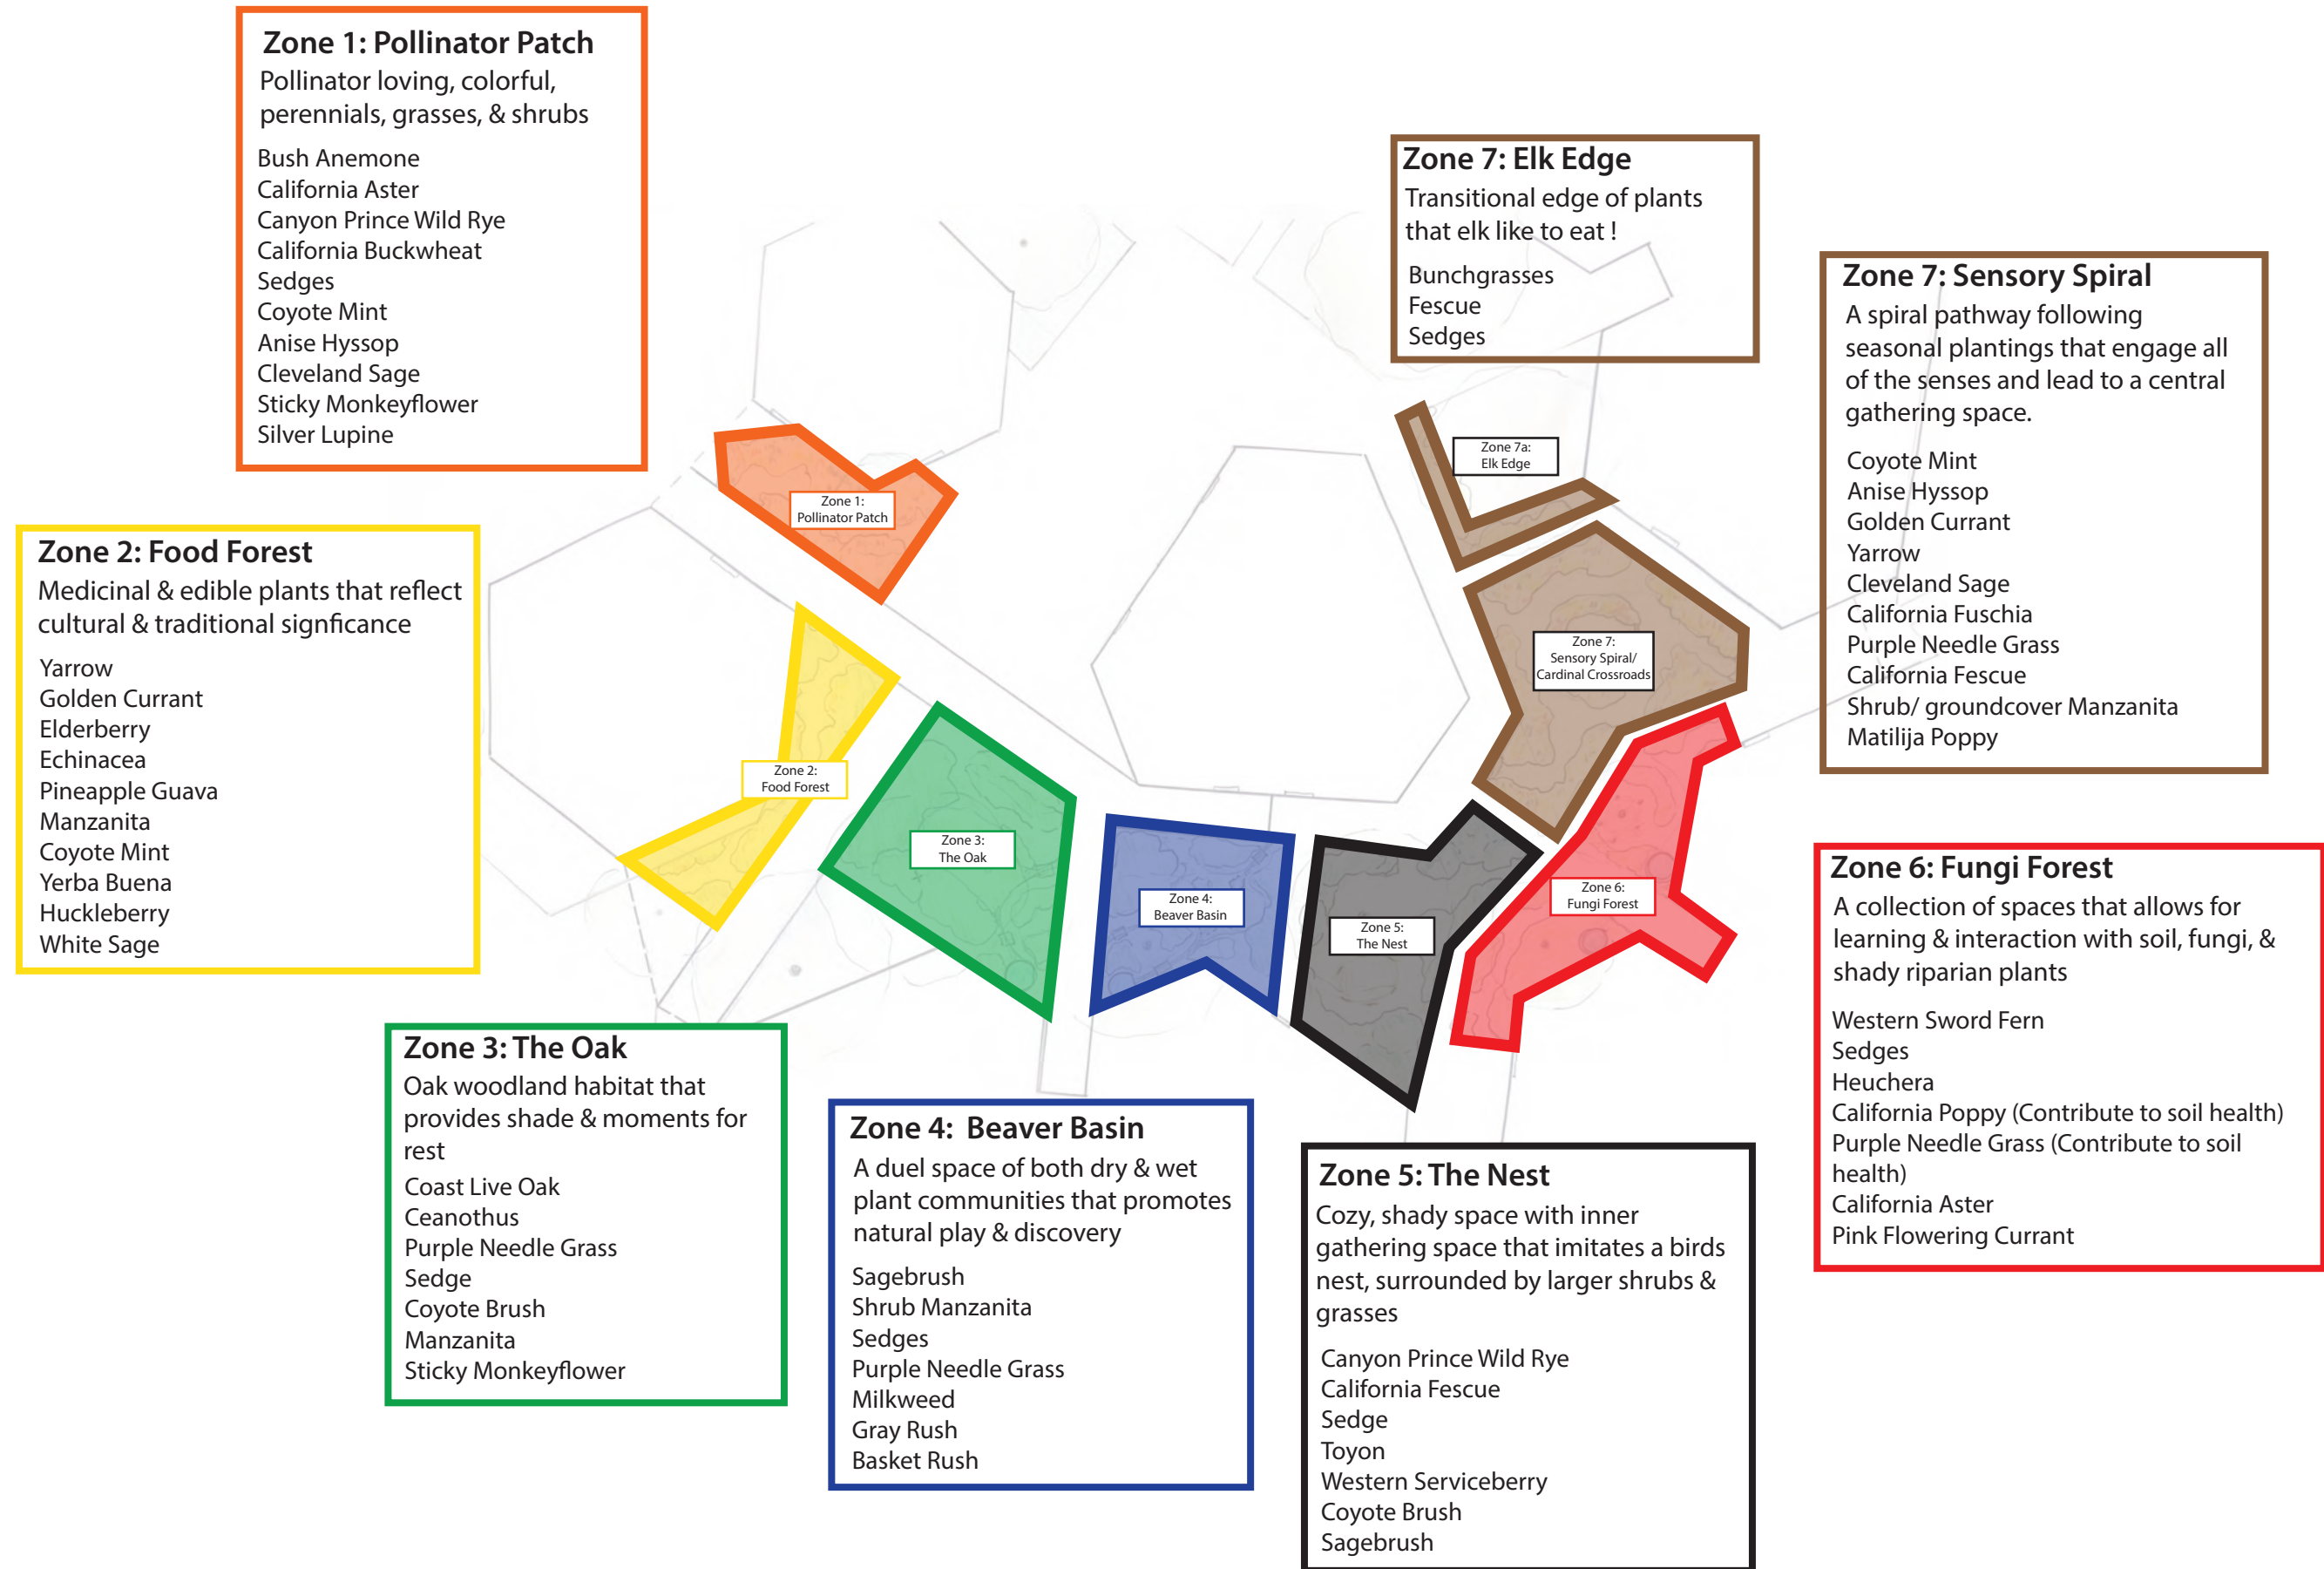 Zone 1: Pollinator Patch
Pollinator loving, colorful,
perennials, grasses, & shrubs
Bush Anemone
California Aster
Canyon Prince Wild Rye
California Buckwheat
Sedges
Coyote Mint
Anise Hyssop
Cleveland Sage
Sticky Monkeyflower
Silver Lupine
Zone 7: Elk Edge
Transitional edge of plants
that elk like to eat !
Bunchgrasses
Fescue
Sedges
Zone 7: Sensory Spiral
A spiral pathway following
seasonal plantings that engage all
of the senses and lead to a central
gathering space.
Coyote Mint
Anise Hyssop
Golden Currant
Yarrow
Cleveland Sage
California Fuschia
Purple Needle Grass
California Fescue
Shrub/ groundcover Manzanita
Matilija Poppy
Zone 7a:
Elk Edge
Zone 1:
Pollinator Patch
Zone 2: Food Forest
Medicinal & edible plants that reflect
cultural & traditional signficance
Yarrow
Golden Currant
Elderberry
Echinacea
Pineapple Guava
Manzanita
Coyote Mint
Yerba Buena
Huckleberry
White Sage
Zone 7:
Sensory Spiral/
Cardinal Crossroads
Zone 2:
Food Forest
Zone 3:
The Oak
Zone 4:
Beaver Basin
Zone 5:
The Nest
Zone 6:
Fungi Forest
Zone 6: Fungi Forest
A collection of spaces that allows for
learning & interaction with soil, fungi, &
shady riparian plants
Western Sword Fern
Sedges
Heuchera
California Poppy (Contribute to soil health)
Purple Needle Grass (Contribute to soil
health)
California Aster
Pink Flowering Currant
Zone 3: The Oak
Oak woodland habitat that
provides shade & moments for
rest
Coast Live Oak
Ceanothus
Purple Needle Grass
Sedge
Coyote Brush
Manzanita
Sticky Monkeyflower
Zone 4: Beaver Basin
A duel space of both dry & wet
plant communities that promotes
natural play & discovery
Sagebrush
Shrub Manzanita
Sedges
Purple Needle Grass
Milkweed
Gray Rush
Basket Rush
Zone 5: The Nest
Cozy, shady space with inner
gathering space that imitates a birds
nest, surrounded by larger shrubs &
grasses
Canyon Prince Wild Rye
California Fescue
Sedge
Toyon
Western Serviceberry
Coyote Brush
Sagebrush